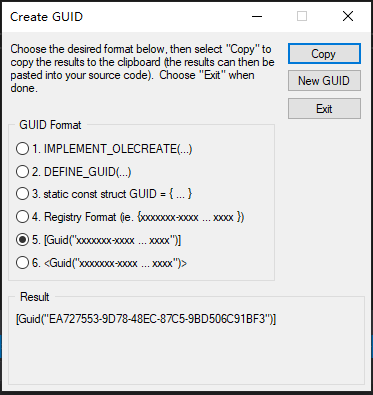 Create GUID
Choose the desired format below, then select "Copy" to
copy the results to the clipboard (the results can then be
pasted into your source code).  Choose "Exit" when
done.
Copy
New GUID
Exit
GUID Format
1. IMPLEMENT_OLECREATE(...)
2. DEFINE_GUID(...)
3. static const struct GUID = { ... }
4. Registry Format (ie. {xxxxxxx-xxxx ... xxxx })
5. [Guid("xxxxxxx-xxxx ... xxxx")]
6. <Guid("xxxxxxx-xxxx ... xxxx")>
Result
[Guid("EA727553-9D78-48EC-87C5-9BD506C91BF3")]